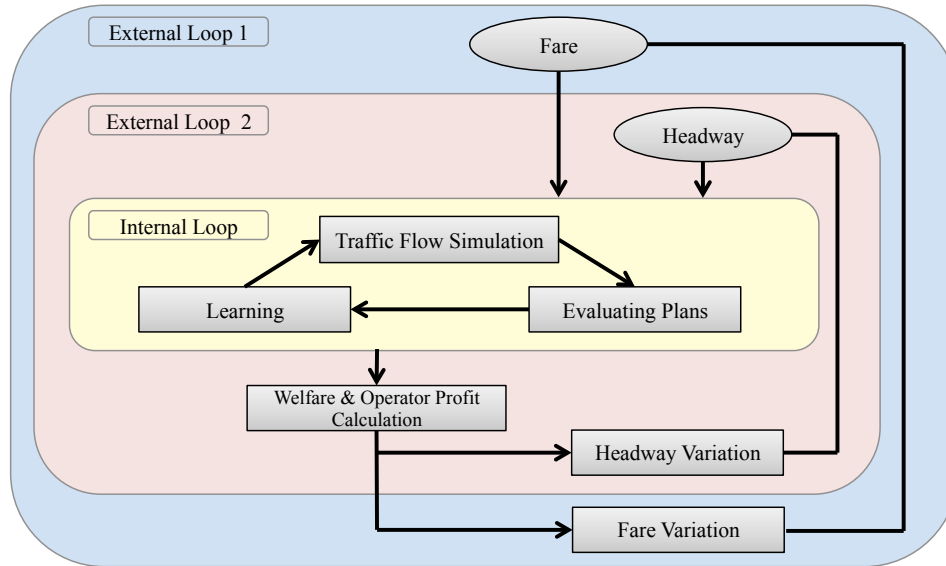 External Loop 1
Fare
External Loop 2
Headway
Internal Loop
Traffic Flow Simulation
Learning
Evaluating Plans
Welfare & Operator Profit
Calculation
Headway Variation
Fare Variation